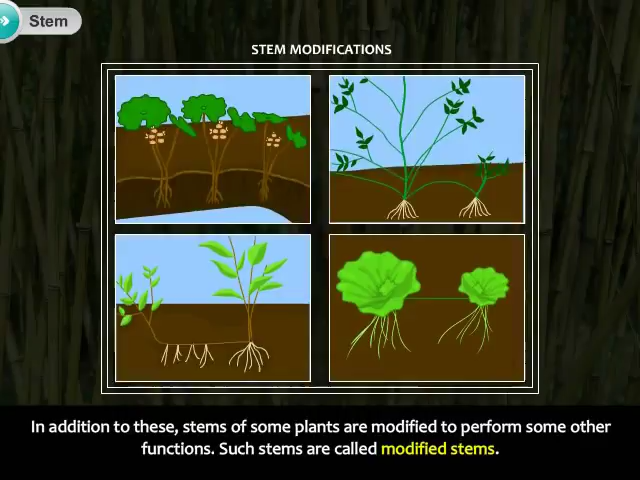 Stem
STEM MODIFICATIONS
In addition to these, stems of some plants are modified to perform some other
functions. Such stems are called modified stems.